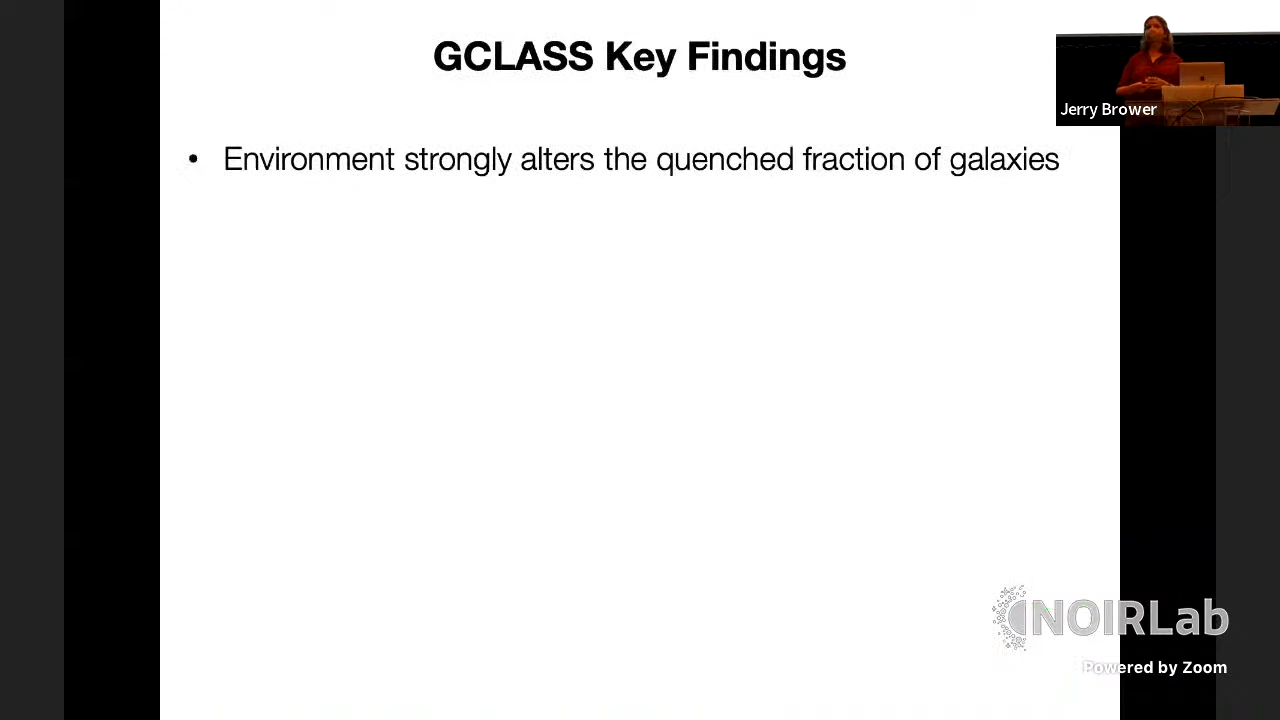 GCLASS Key Findings
Jerry Brower
• Environment strongly alters the quenched fraction of galaxies
NOIRLab
Powered by Zoom